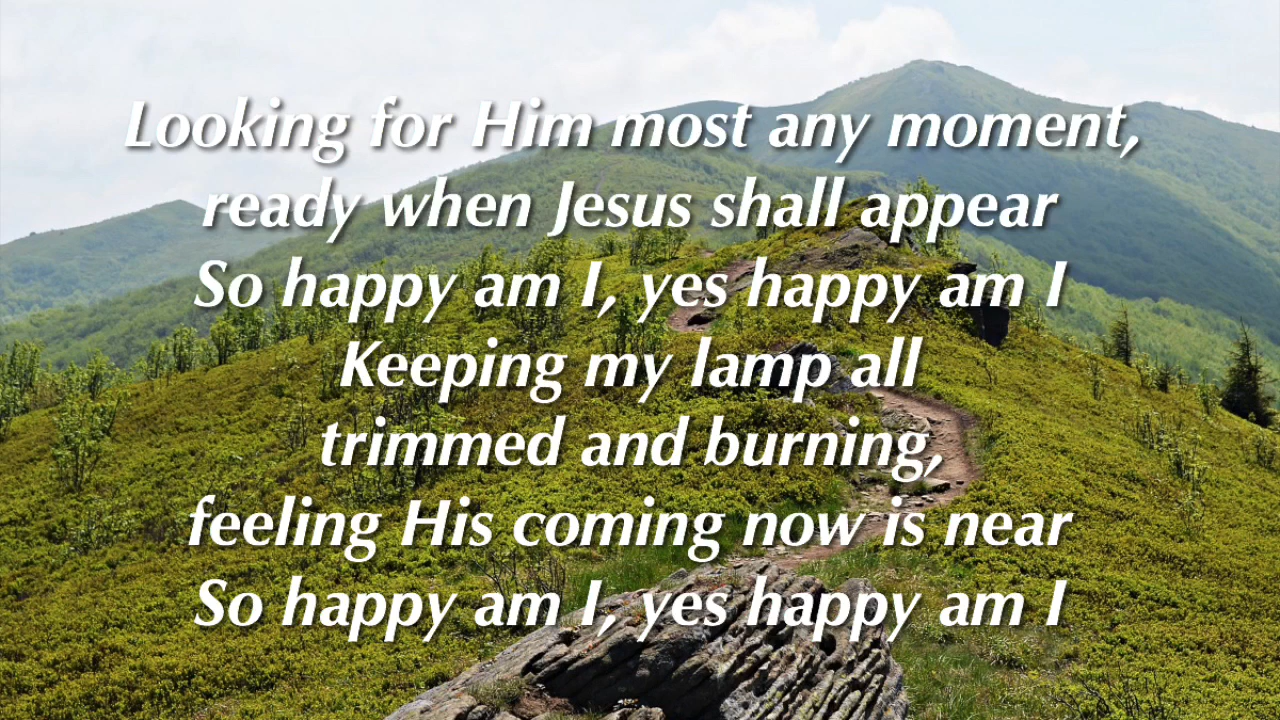 Looking for Him most any moment,
ready when Jesus shall appear
So happy am I, yes happy am I
Keeping my lamp all
trimmed and burning,
feeling His coming now is near
So happy am I, yes happy am I